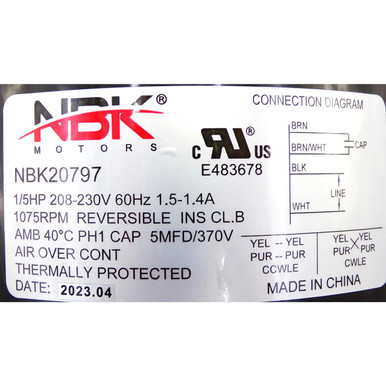 NBK®
MOTORS
CONNECTION DIAGRAM
BRN
BRN/WHT CAP
BLK
LINE
WHT
C UR US
E483678
NBK20797
1/5HP 208-230V 60Hz 1.5-1.4A
1075RPM REVERSIBLE INS CL.B
AMB 40°C PH1 CAP 5MFD/370V
AIR OVER CONT
THERMALLY PROTECTED
DATE: 2023.04
YEL -- YEL
PUR -- PUR
CCWLE
YEL YEL
PUR PUR
CWLE
MADE IN CHINA